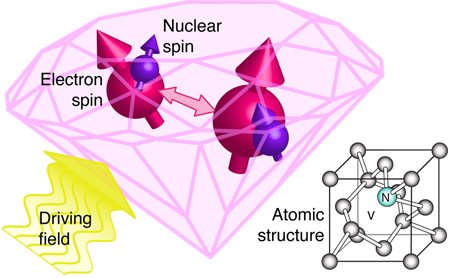 Nuclear
spin
Electron
spin
Driving
field
Atomic
structure
N
V